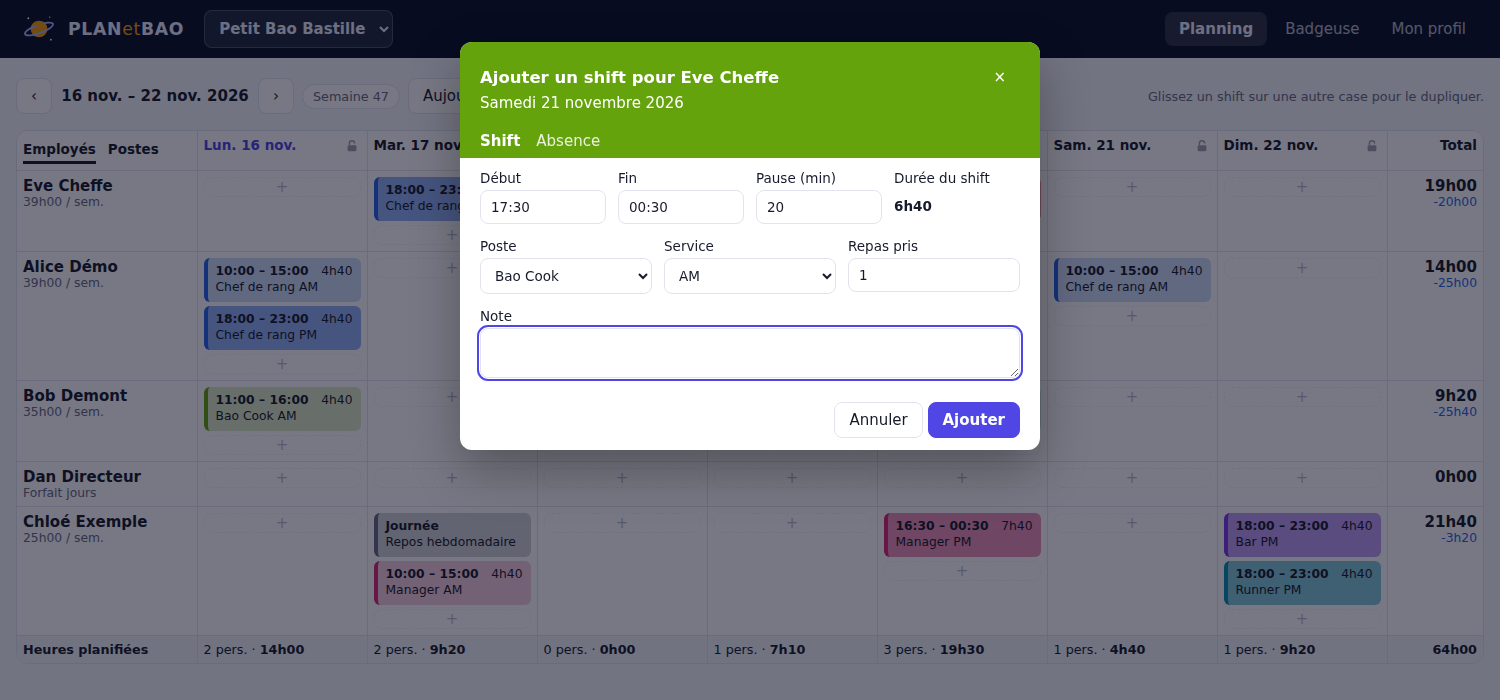 PLANetBAO
Petit Bao Bastille
Planning
Badgeuse
Mon profil
‹
16 nov. – 22 nov. 2026
›
Semaine 47
Glissez un shift sur une autre case pour le dupliquer.
Ajouter un shift pour Eve Cheffe
×
Samedi 21 novembre 2026
Shift Absence
Début Fin Pause (min) Durée du shift
17:30 00:30 20 6h40
Poste Service Repas pris
Bao Cook AM 1
Note
Annuler Ajouter
Employés Postes
Lun. 16 nov.
Mar. 17 nov
Sam. 21 nov.
Dim. 22 nov.
Total
Eve Cheffe
39h00 / sem.
+
Chef de rang
+
+
+
19h00
-20h00
Alice Démo
39h00 / sem.
10:00 – 15:00 4h40
Chef de rang AM
18:00 – 23:00 4h40
Chef de rang PM
+
+
10:00 – 15:00 4h40
Chef de rang AM
+
+
14h00
-25h00
Bob Demont
35h00 / sem.
11:00 – 16:00 4h40
Bao Cook AM
+
+
+
+
9h20
-25h40
Dan Directeur
Forfait jours
+
+
+
+
+
+
+
0h00
Chloé Exemple
25h00 / sem.
+
Journée
Repos hebdomadaire
10:00 – 15:00 4h40
Manager AM
+
+
+
16:30 – 00:30 7h40
Manager PM
+
+
18:00 – 23:00 4h40
Bar PM
18:00 – 23:00 4h40
Runner PM
+
21h40
-3h20
Heures planifiées
2 pers. · 14h00
2 pers. · 9h20
0 pers. · 0h00
1 pers. · 7h10
3 pers. · 19h30
1 pers. · 4h40
1 pers. · 9h20
64h00